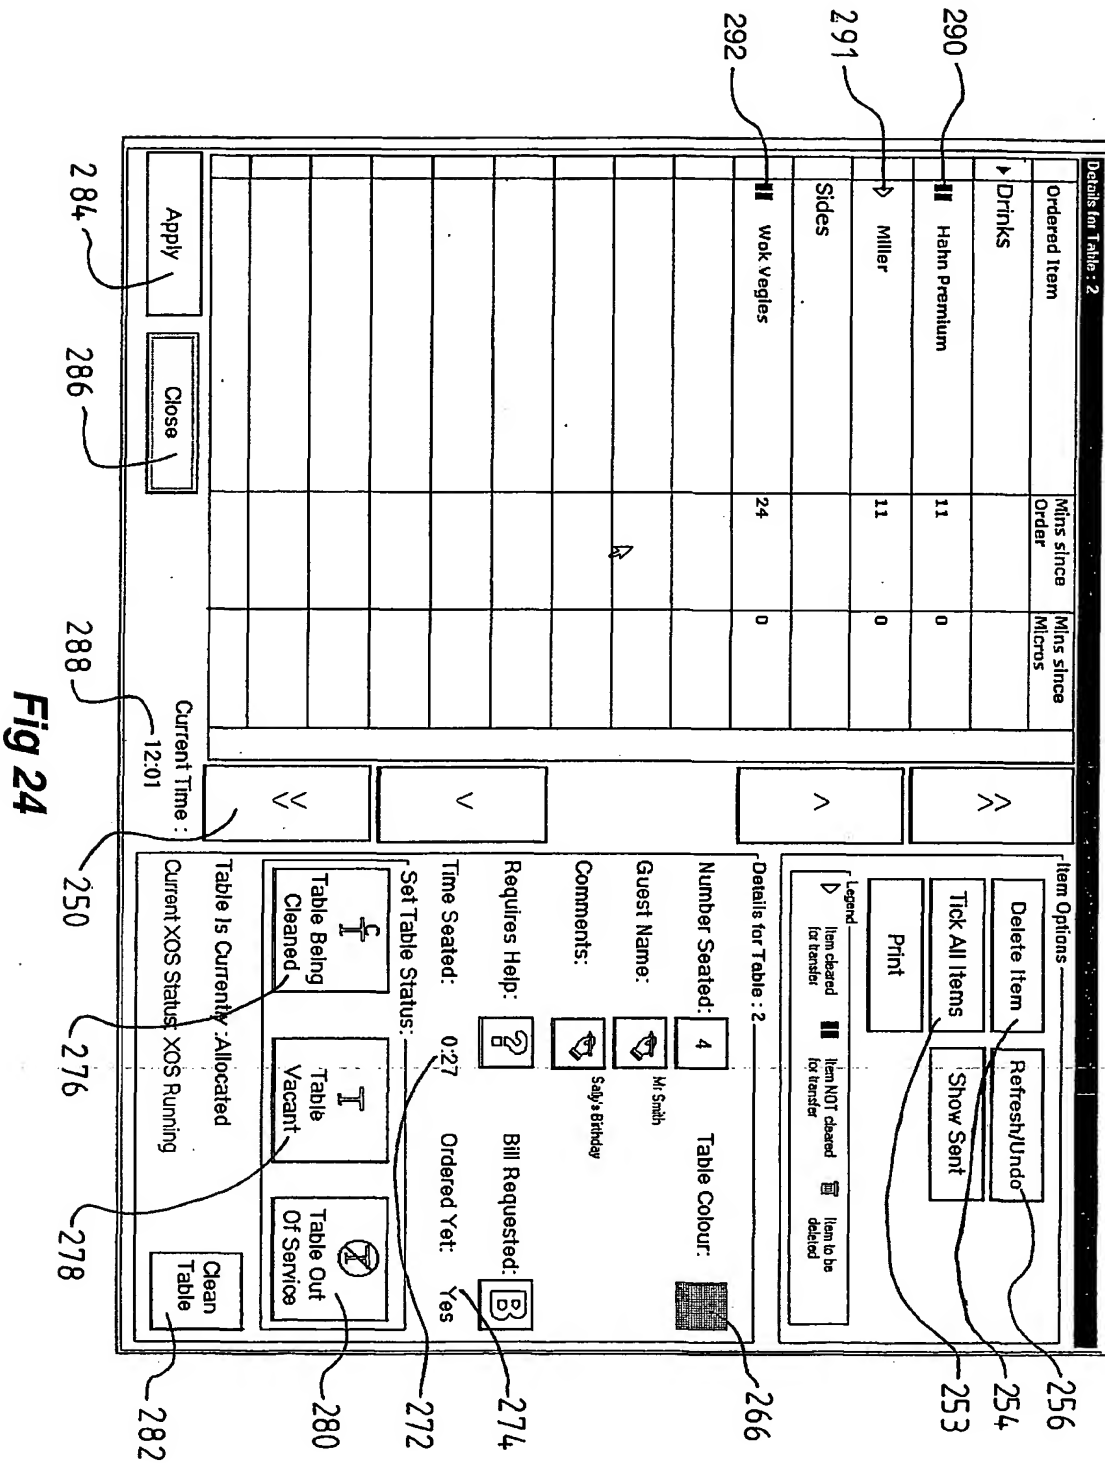 Details for Table : 2
Ordered Item
Mins since Order
Mins since Micros
Drinks
Hahn Premium 11 0
Miller 11 0
Sides
Wok Vegies 24 0
Apply
Close
Current Time :
12:01
<<
<
>
>>
Item Options
Delete Item
Refresh/Undo
Tick All Items
Show Sent
Print
Legend
Item cleared for transfer
Item NOT cleared for transfer
Item to be deleted
Details for Table : 2
Number Seated: 4
Table Colour:
Guest Name:
Mr Smith
Comments:
Sally's Birthday
Requires Help: ?
Bill Requested: B
Time Seated: 0:27
Ordered Yet: Yes
Set Table Status:
C
T
Table Being Cleaned
T
Table Vacant
T
Table Out Of Service
Table Is Currently :Allocated
Current XOS Status: XOS Running
Clean Table
290
291
292
284
286
288
250
276
278
256
254
253
266
274
272
280
282
Fig 24